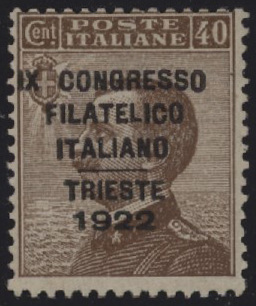 POSTE
Cent ITALIANE 40
IX CONGRESSO
FILATELICO
ITALIANO
TRIESTE
1922